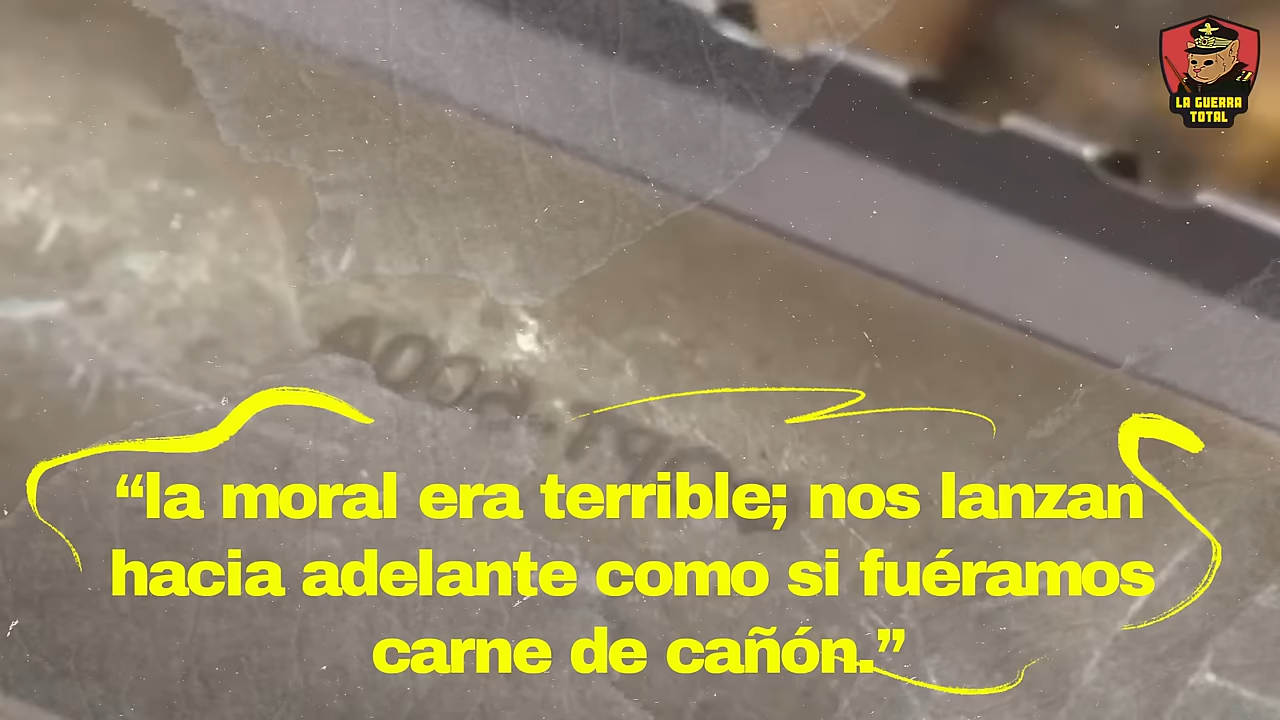 LA GUERRA
TOTAL
“la moral era terrible; nos lanzan
hacia adelante como si fuéramos
carne de cañón.”